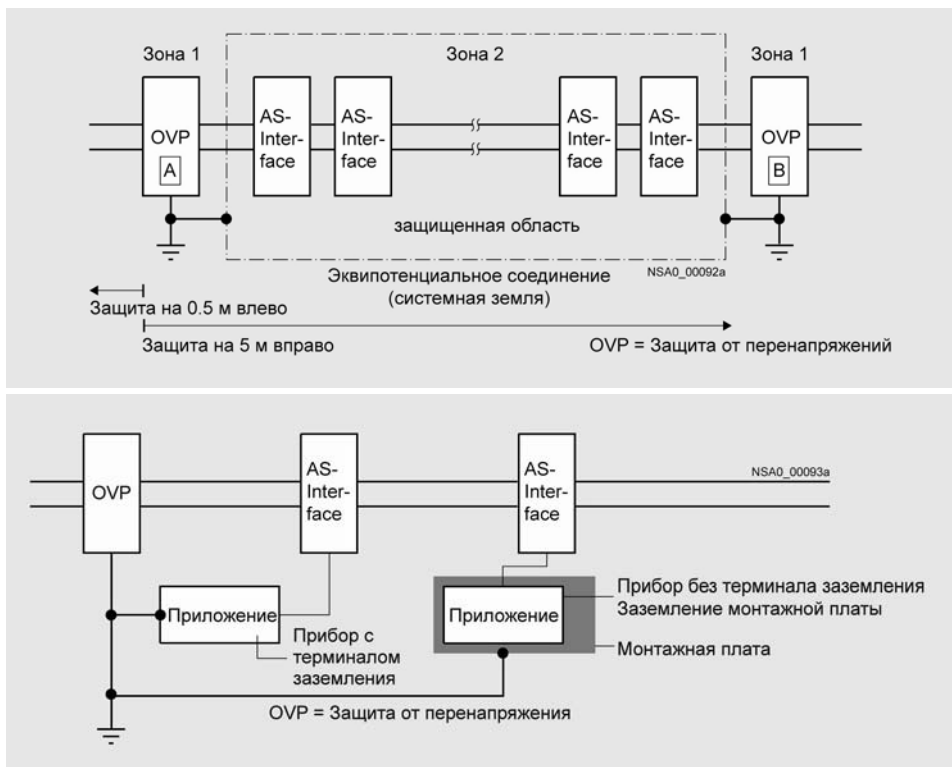 Зона 1
Зона 2
Зона 1
OVP
A
AS-
Inter-
face
AS-
Inter-
face
AS-
Inter-
face
AS-
Inter-
face
OVP
B
защищенная область
Эквипотенциальное соединение
(системная земля)
NSA0_00092a
Защита на 0.5 м влево
Защита на 5 м вправо
OVP = Защита от перенапряжений
OVP
AS-
Inter-
face
AS-
Inter-
face
NSA0_00093a
Приложение
Прибор с
терминалом
заземления
Приложение
Прибор без терминала заземления
Заземление монтажной платы
Монтажная плата
OVP = Защита от перенапряжения